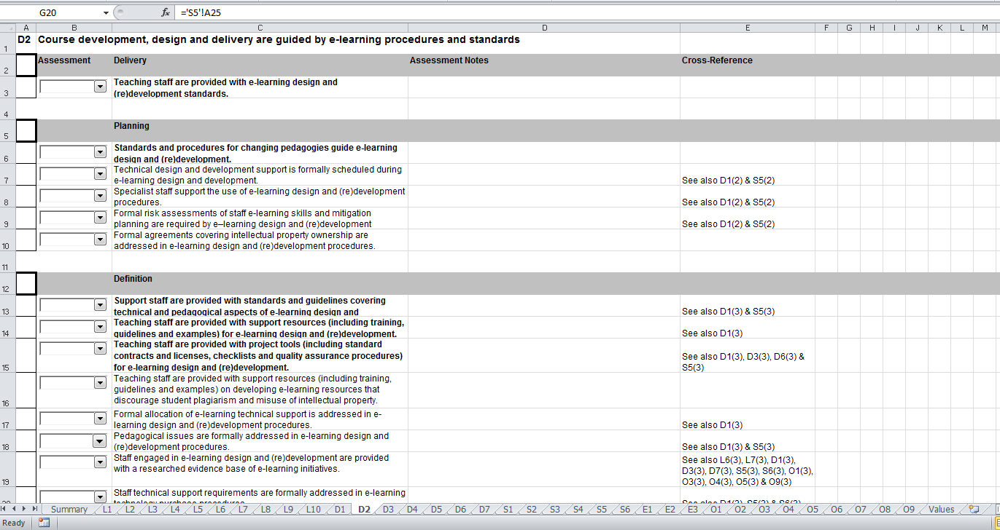 G20 fx ='S5'!A25
A B C D E F G H I J K L M
1 D2 Course development, design and delivery are guided by e-learning procedures and standards
2 Assessment Delivery Assessment Notes Cross-Reference
3 Teaching staff are provided with e-learning design and
(re)development standards.
4
5 Planning
6 Standards and procedures for changing pedagogies guide e-learning
design and (re)development.
7 Technical design and development support is formally scheduled during
e-learning design and development. See also D1(2) & S5(2)
8 Specialist staff support the use of e-learning design and (re)development
procedures. See also D1(2) & S5(2)
9 Formal risk assessments of staff e-learning skills and mitigation
planning are required by e–learning design and (re)development See also D1(2) & S5(2)
10 Formal agreements covering intellectual property ownership are
addressed in e-learning design and (re)development procedures.
11
12 Definition
13 Support staff are provided with standards and guidelines covering
technical and pedagogical aspects of e-learning design and See also D1(3) & S5(3)
14 Teaching staff are provided with support resources (including training,
guidelines and examples) for e-learning design and (re)development. See also D1(3)
15 Teaching staff are provided with project tools (including standard
contracts and licenses, checklists and quality assurance procedures) See also D1(3), D3(3), D6(3) &
for e-learning design and (re)development. S5(3)
16 Teaching staff are provided with support resources (including training,
guidelines and examples) on developing e-learning resources that
discourage student plagiarism and misuse of intellectual property.
17 Formal allocation of e-learning technical support is addressed in e-
learning design and (re)development procedures. See also D1(3)
18 Pedagogical issues are formally addressed in e-learning design and
(re)development procedures. See also D1(3) & S5(3)
19 Staff engaged in e-learning design and (re)development are provided See also L6(3), L7(3), D1(3),
with a researched evidence base of e-learning initiatives. D3(3), D7(3), S5(3), S6(3), O1(3),
O3(3), O4(3), O5(3) & O9(3)
Staff technical support requirements are formally addressed in e-learning
technology purchase procedures. See also D1(3), S5(3) & S6(3)
Summary L1 L2 L3 L4 L5 L6 L7 L8 L9 L10 D1 D2 D3 D4 D5 D6 D7 S1 S2 S3 S4 S5 S6 E1 E2 E3 O1 O2 O3 O4 O5 O6 O7 O8 O9 Values
Ready